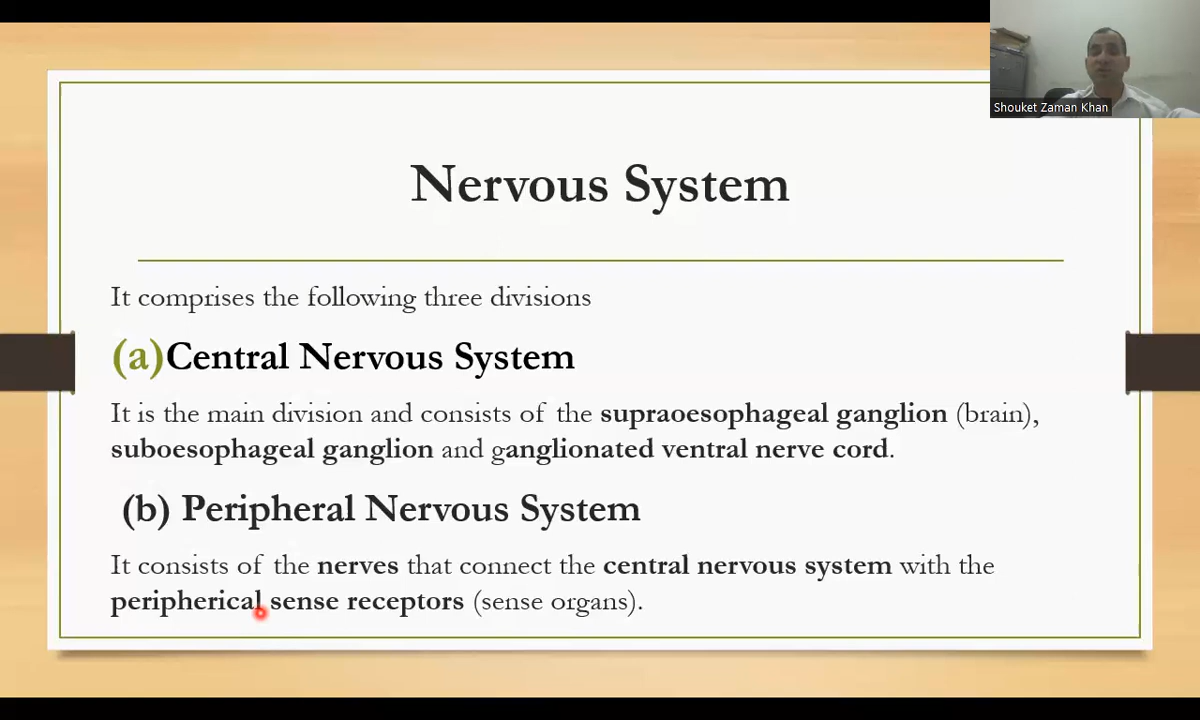 Shouket Zaman Khan
Nervous System
It comprises the following three divisions
(a)Central Nervous System
It is the main division and consists of the supraoesophageal ganglion (brain),
suboesophageal ganglion and ganglionated ventral nerve cord.
(b) Peripheral Nervous System
It consists of the nerves that connect the central nervous system with the
peripherical sense receptors (sense organs).